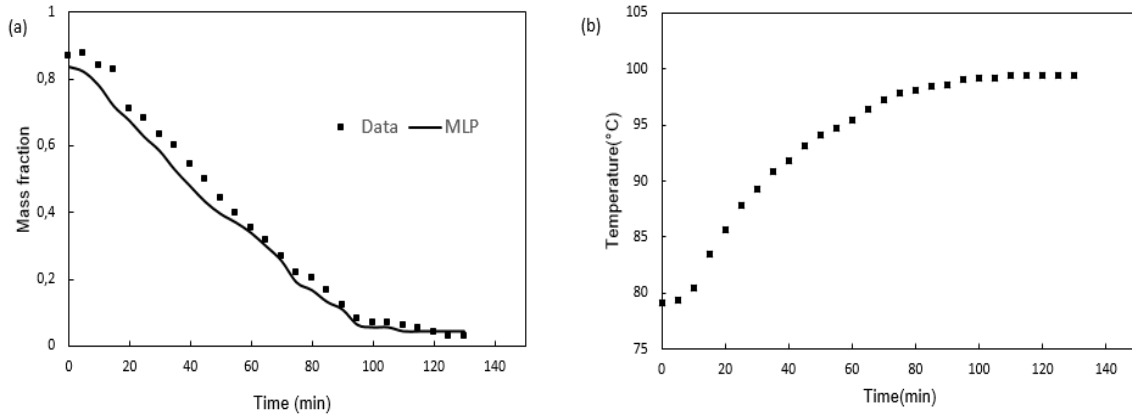 (a)
Mass fraction
1
0,8
0,6
0,4
0,2
0
0 20 40 60 80 100 120 140
Time (min)
Data MLP
(b)
Temperature(°C)
105
100
95
90
85
80
75
0 20 40 60 80 100 120 140
Time(min)